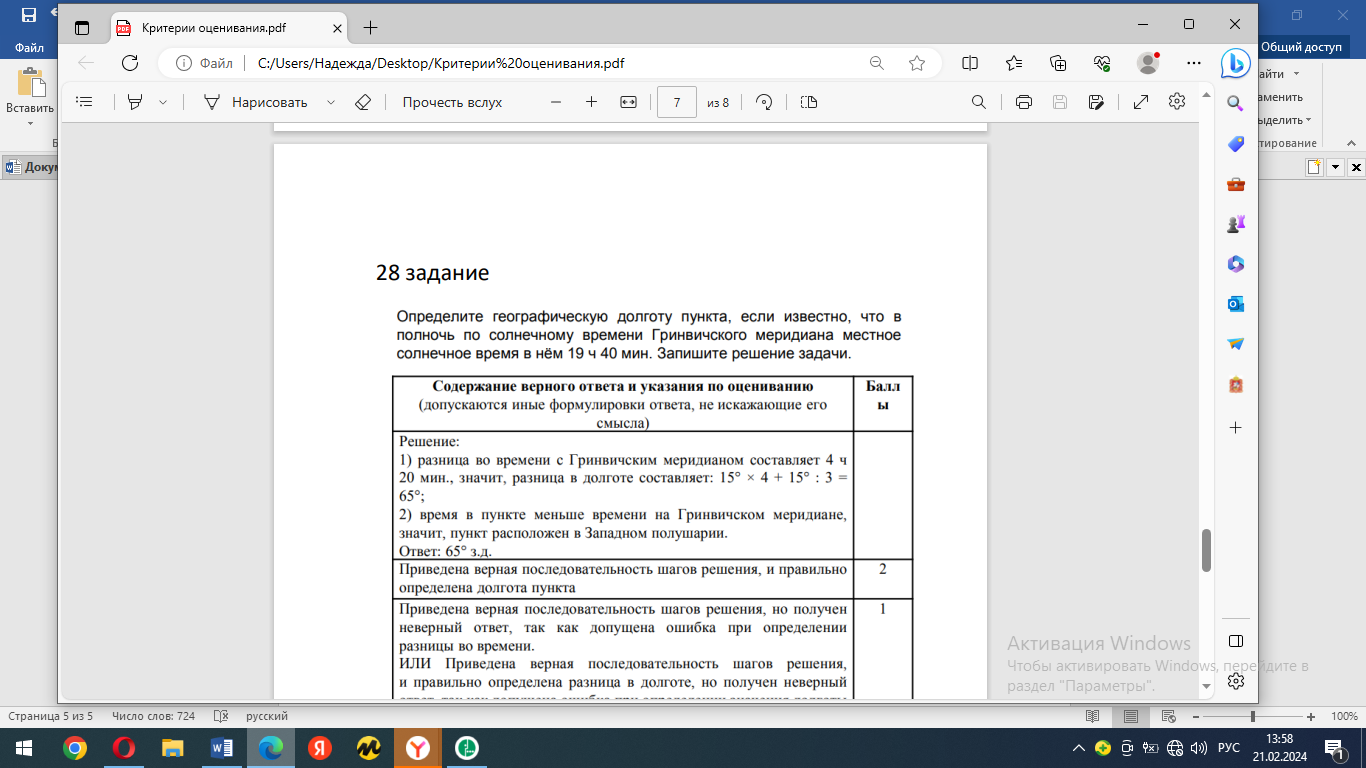 Критерии оценивания.pdf
Файл
Общий доступ
Файл
C:/Users/Надежда/Desktop/Критерии%20оценивания.pdf
Вставить
Нарисовать
Прочесть вслух
7
из 8
28 задание
Определите географическую долготу пункта, если известно, что в
полночь по солнечному времени Гринвичского меридиана местное
солнечное время в нём 19 ч 40 мин. Запишите решение задачи.
Содержание верного ответа и указания по оцениванию
(допускаются иные формулировки ответа, не искажающие его
смысла)
Балл
ы
Решение:
1) разница во времени с Гринвичским меридианом составляет 4 ч
20 мин., значит, разница в долготе составляет: 15° × 4 + 15° : 3 =
65°;
2) время в пункте меньше времени на Гринвичском меридиане,
значит, пункт расположен в Западном полушарии.
Ответ: 65° з.д.
Приведена верная последовательность шагов решения, и правильно
определена долгота пункта
2
Приведена верная последовательность шагов решения, но получен
неверный ответ, так как допущена ошибка при определении
разницы во времени.
ИЛИ Приведена верная последовательность шагов решения,
и правильно определена разница в долготе, но получен неверный
1
Активация Windows
Чтобы активировать Windows, перейдите в
раздел "Параметры".
Страница 5 из 5
Число слов: 724
русский
100%
РУС
13:58
21.02.2024